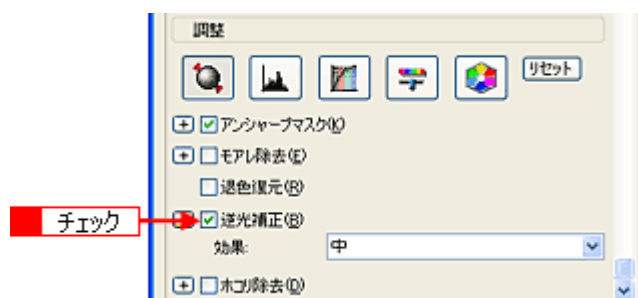 調整
リセット
アンシャープマスク(K)
モアレ除去(E)
退色復元(R)
チェック
逆光補正(B)
効果:
中
ホコリ除去(D)